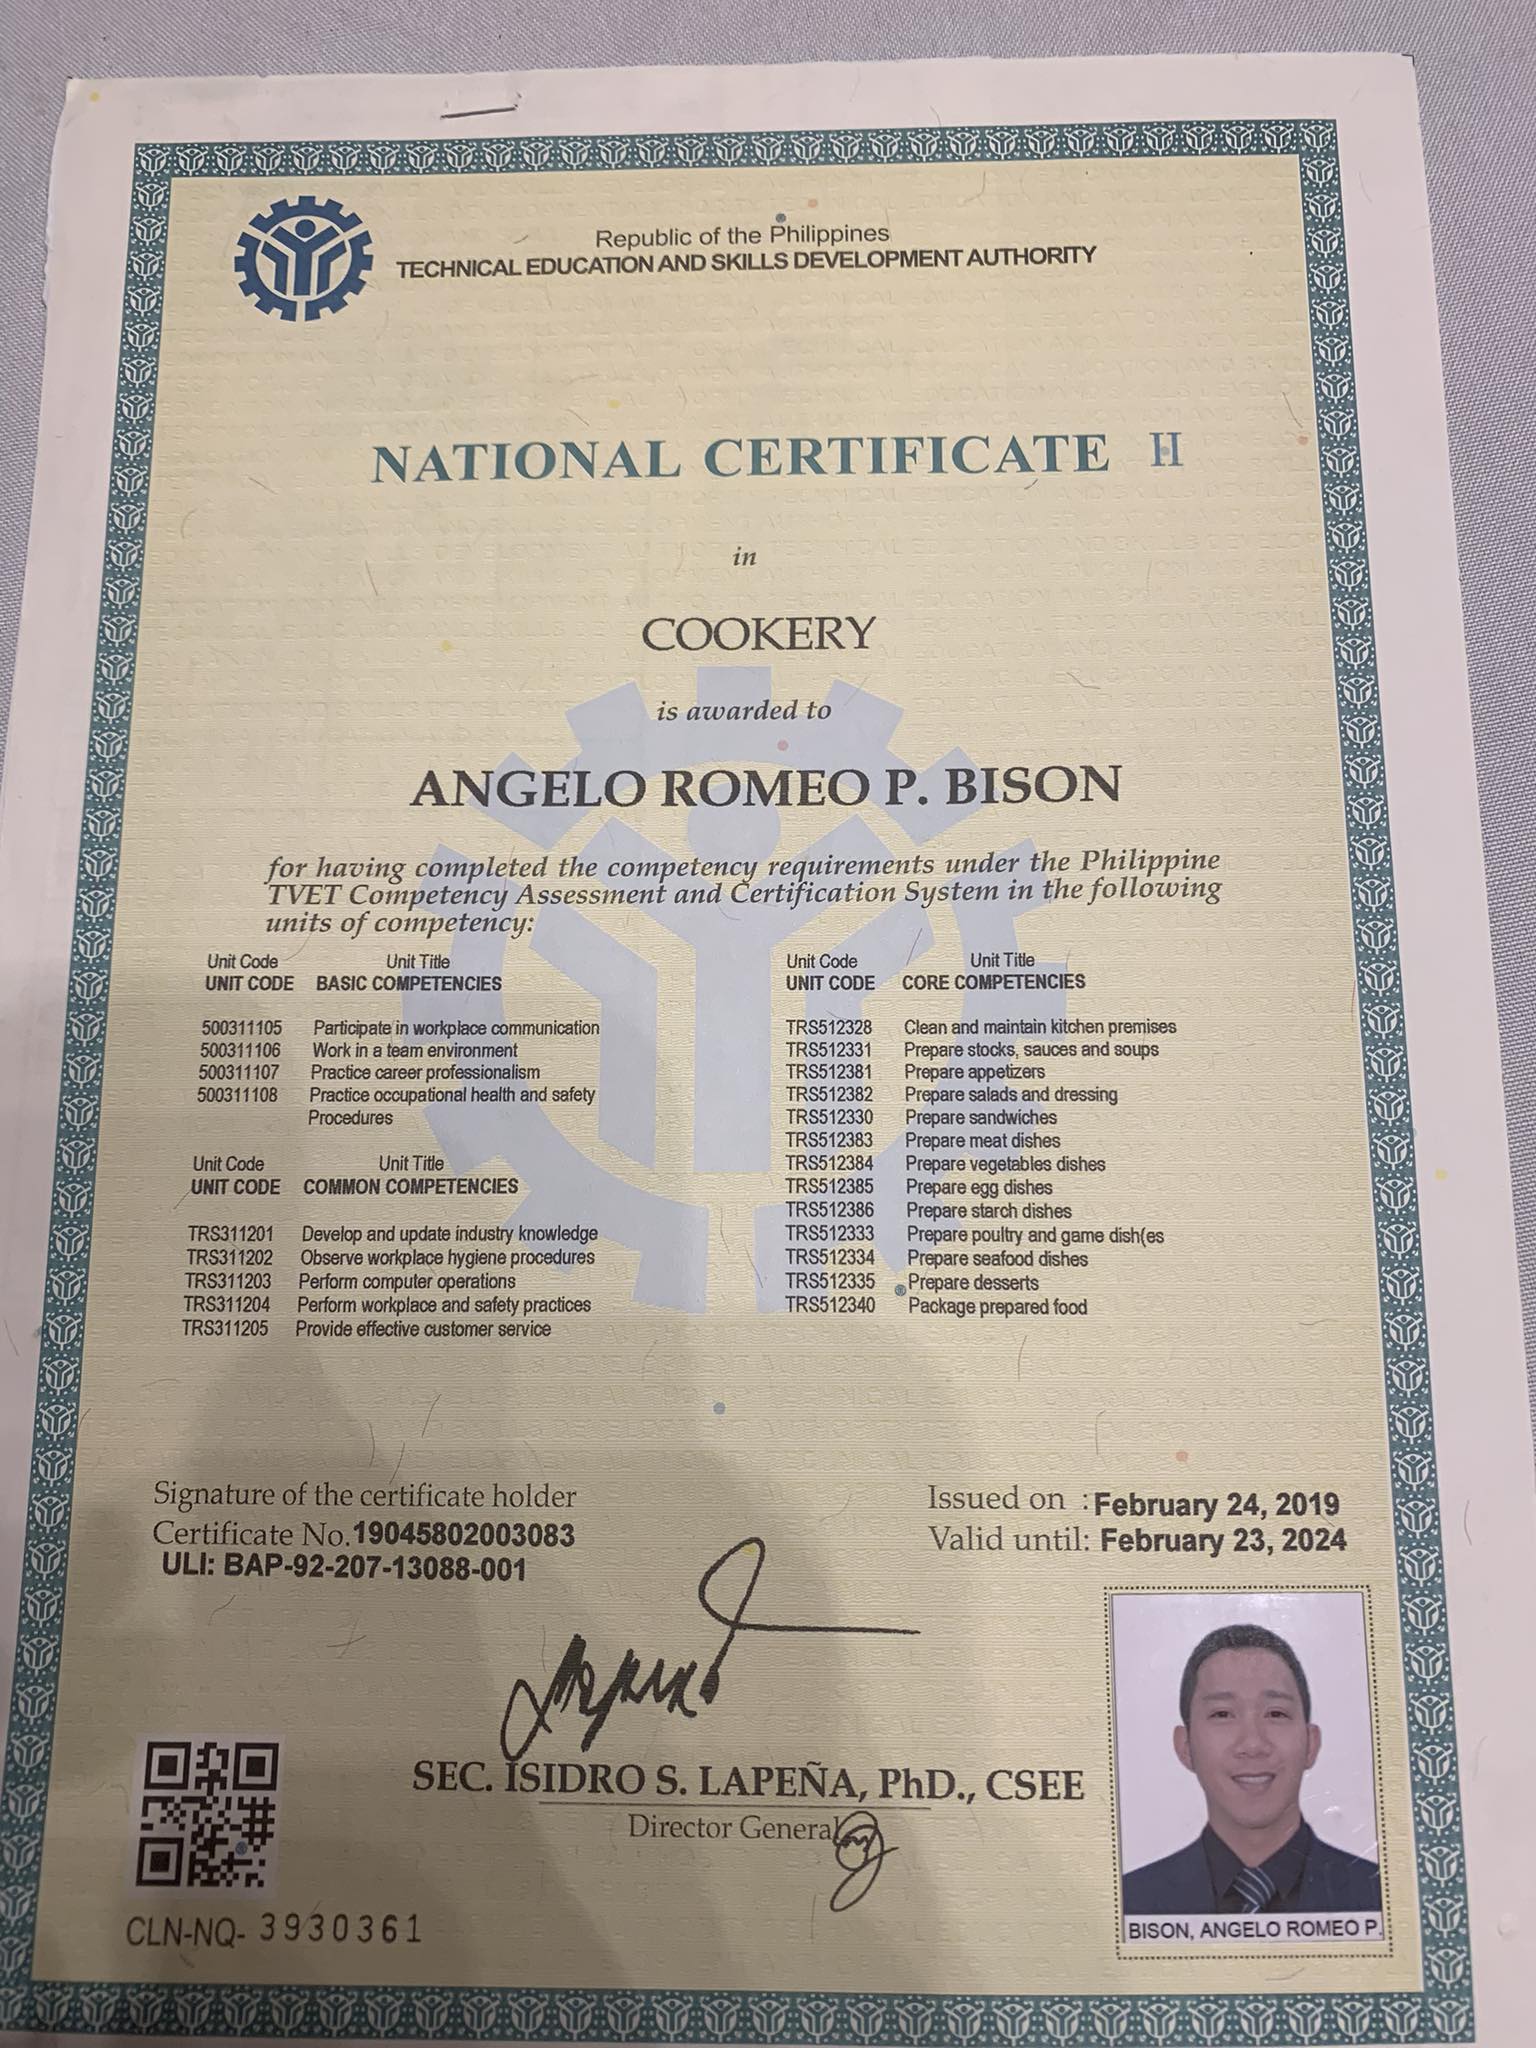 Republic of the Philippines
TECHNICAL EDUCATION AND SKILLS DEVELOPMENT AUTHORITY
NATIONAL CERTIFICATE II
in
COOKERY
is awarded to
ANGELO ROMEO P. BISON
for having completed the competency requirements under the Philippine
TVET Competency Assessment and Certification System in the following
units of competency:
Unit Code Unit Title
UNIT CODE BASIC COMPETENCIES
500311105 Participate in workplace communication
500311106 Work in a team environment
500311107 Practice career professionalism
500311108 Practice occupational health and safety
Procedures
Unit Code Unit Title
UNIT CODE COMMON COMPETENCIES
TRS311201 Develop and update industry knowledge
TRS311202 Observe workplace hygiene procedures
TRS311203 Perform computer operations
TRS311204 Perform workplace and safety practices
TRS311205 Provide effective customer service
Unit Code Unit Title
UNIT CODE CORE COMPETENCIES
TRS512328 Clean and maintain kitchen premises
TRS512331 Prepare stocks, sauces and soups
TRS512381 Prepare appetizers
TRS512382 Prepare salads and dressing
TRS512330 Prepare sandwiches
TRS512383 Prepare meat dishes
TRS512384 Prepare vegetables dishes
TRS512385 Prepare egg dishes
TRS512386 Prepare starch dishes
TRS512333 Prepare poultry and game dish(es
TRS512334 Prepare seafood dishes
TRS512335 Prepare desserts
TRS512340 Package prepared food
Signature of the certificate holder
Certificate No. 19045802003083
ULI: BAP-92-207-13088-001
Issued on : February 24, 2019
Valid until: February 23, 2024
SEC. ISIDRO S. LAPEÑA, PhD., CSEE
Director General
CLN-NQ- 3930361
BISON, ANGELO ROMEO P.